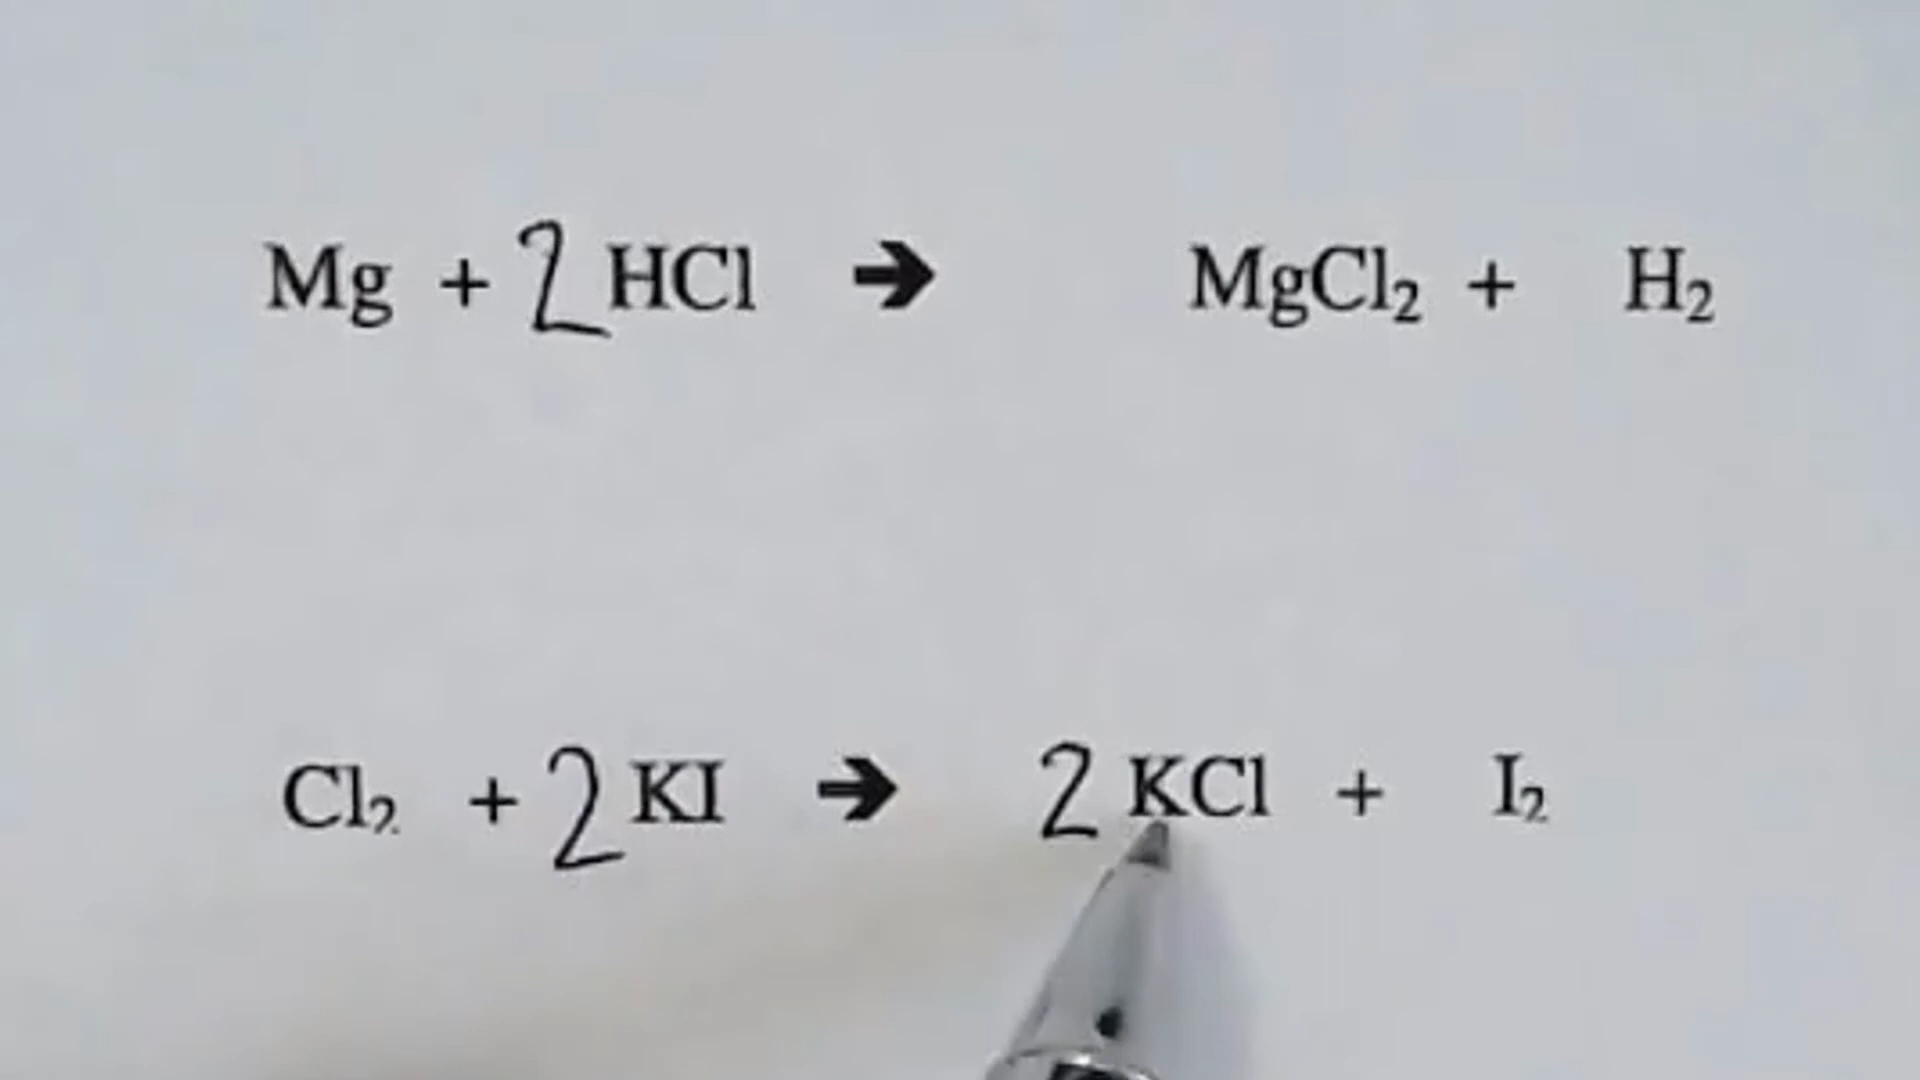 Mg + 2 HCl ➔ MgCl₂ + H₂
Cl₂ + 2 KI ➔ 2 KCl + I₂